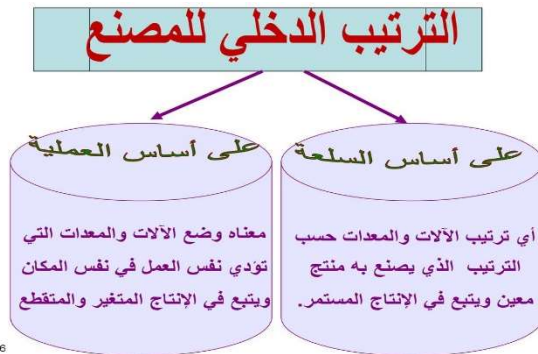 الترتيب الدخلي للمصنع
على أساس السلعة
أي ترتيب الآلات والمعدات حسب
الترتيب الذي يصنع به منتج
معين ويتبع في الإنتاج المستمر.
على أساس العملية
معناه وضع الآلات والمعدات التي
تؤدي نفس العمل في نفس المكان
ويتبع في الإنتاج المتغير والمتقطع
6